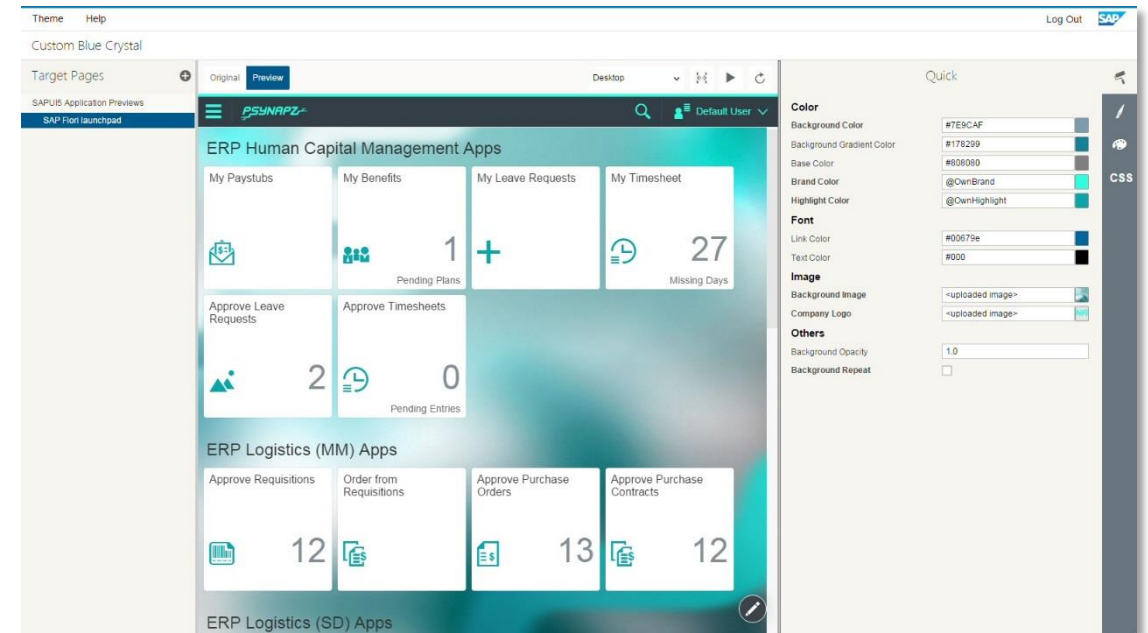 Theme Help
Log Out SAP
Custom Blue Crystal
Target Pages
SAPUI5 Application Previews
SAP Fiori launchpad
Original Preview
Desktop
PSYNAPZ
Default User
ERP Human Capital Management Apps
My Paystubs
My Benefits
1
Pending Plans
My Leave Requests
My Timesheet
27
Missing Days
Approve Leave
Requests
2
Approve Timesheets
0
Pending Entries
ERP Logistics (MM) Apps
Approve Requisitions
12
Order from
Requisitions
Approve Purchase
Orders
13
Approve Purchase
Contracts
12
ERP Logistics (SD) Apps
Quick
Color
Background Color #7E9CAF
Background Gradient Color #178299
Base Color #808080
Brand Color @OwnBrand
Highlight Color @OwnHighlight
Font
Link Color #00679e
Text Color #000
Image
Background Image <uploaded image>
Company Logo <uploaded image>
Others
Background Opacity 1.0
Background Repeat
CSS